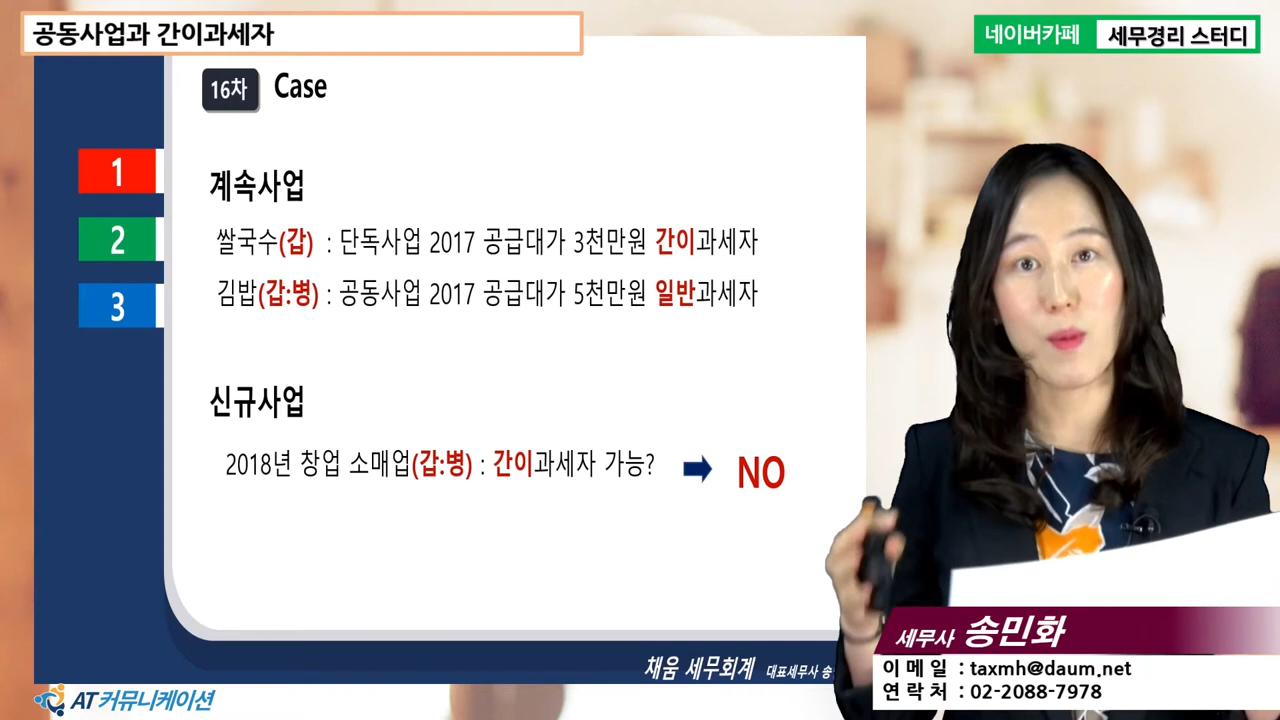 공동사업과 간이과세자
네이버카페 세무경리 스터디
16차 Case
1
2
3
계속사업
쌀국수(갑) : 단독사업 2017 공급대가 3천만원 간이과세자
김밥(갑:병) : 공동사업 2017 공급대가 5천만원 일반과세자
신규사업
2018년 창업 소매업(갑:병) : 간이과세자 가능? ➡ NO
채움 세무회계 대표세무사 송
세무사 송민화
이 메 일 : taxmh@daum.net
연 락 처 : 02-2088-7978
AT커뮤니케이션